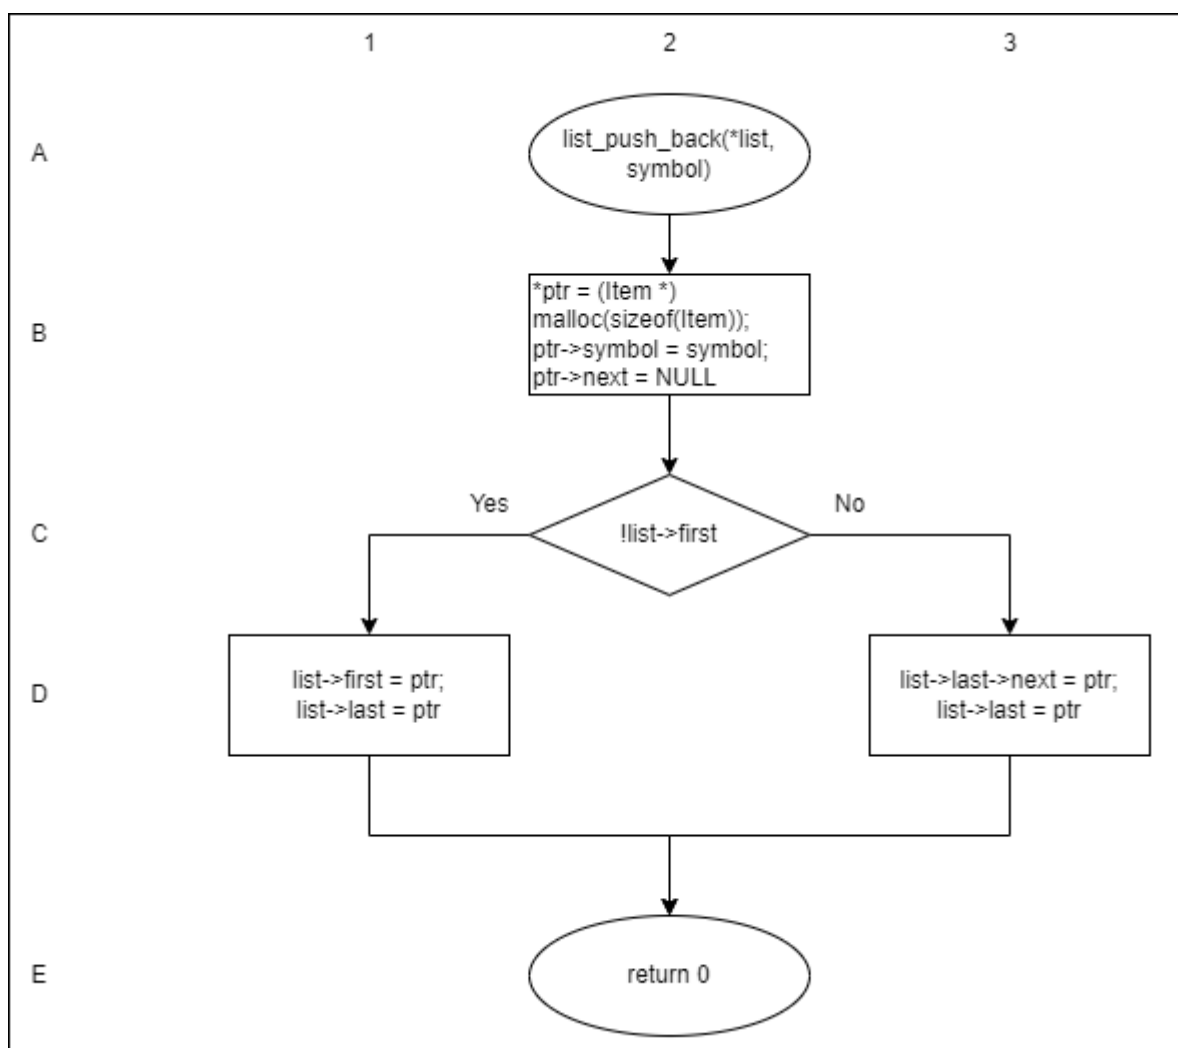 1
2
3
A
list_push_back(*list,
symbol)
B
*ptr = (Item *)
malloc(sizeof(Item));
ptr->symbol = symbol;
ptr->next = NULL
Yes
No
C
!list->first
D
list->first = ptr;
list->last = ptr
list->last->next = ptr;
list->last = ptr
E
return 0